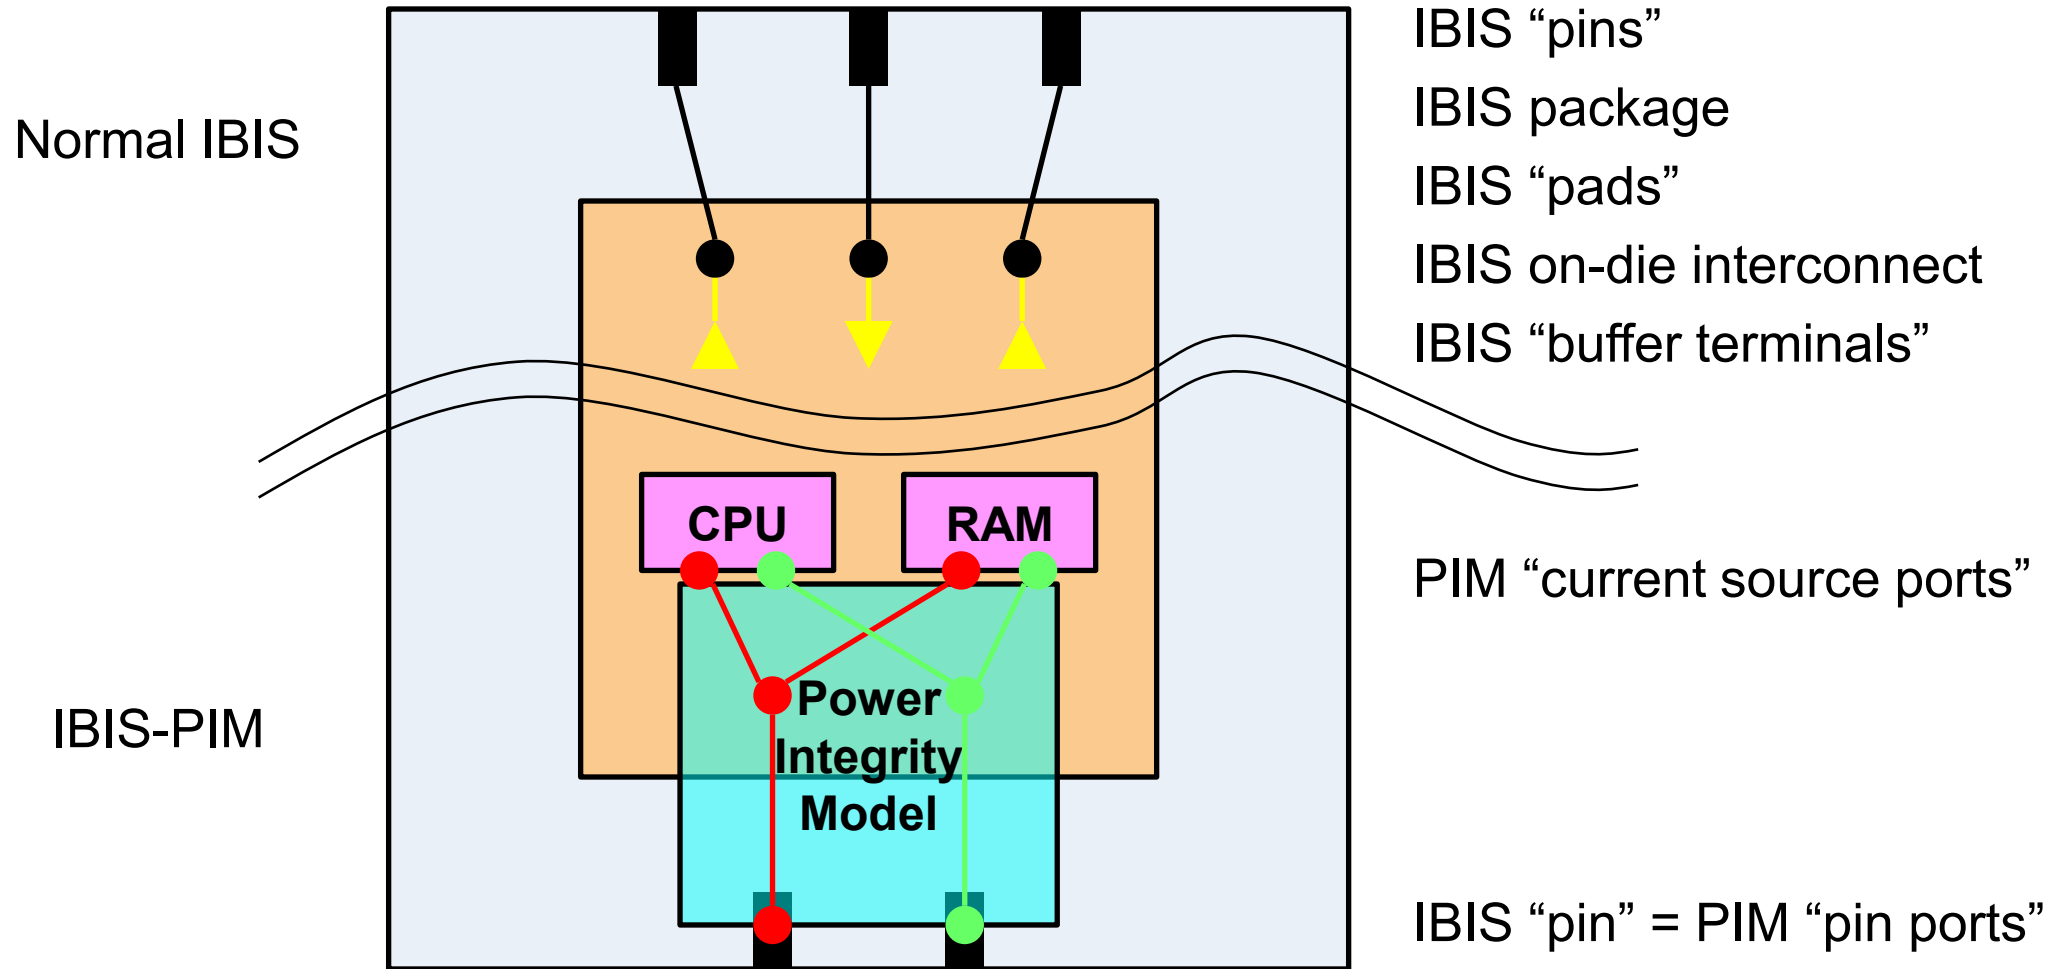 IBIS “pins”
IBIS package
Normal IBIS
IBIS “pads”
IBIS on-die interconnect
IBIS “buffer terminals”
CPU
RAM
PIM “current source ports”
Power
Integrity
Model
IBIS-PIM
IBIS “pin” = PIM “pin ports”